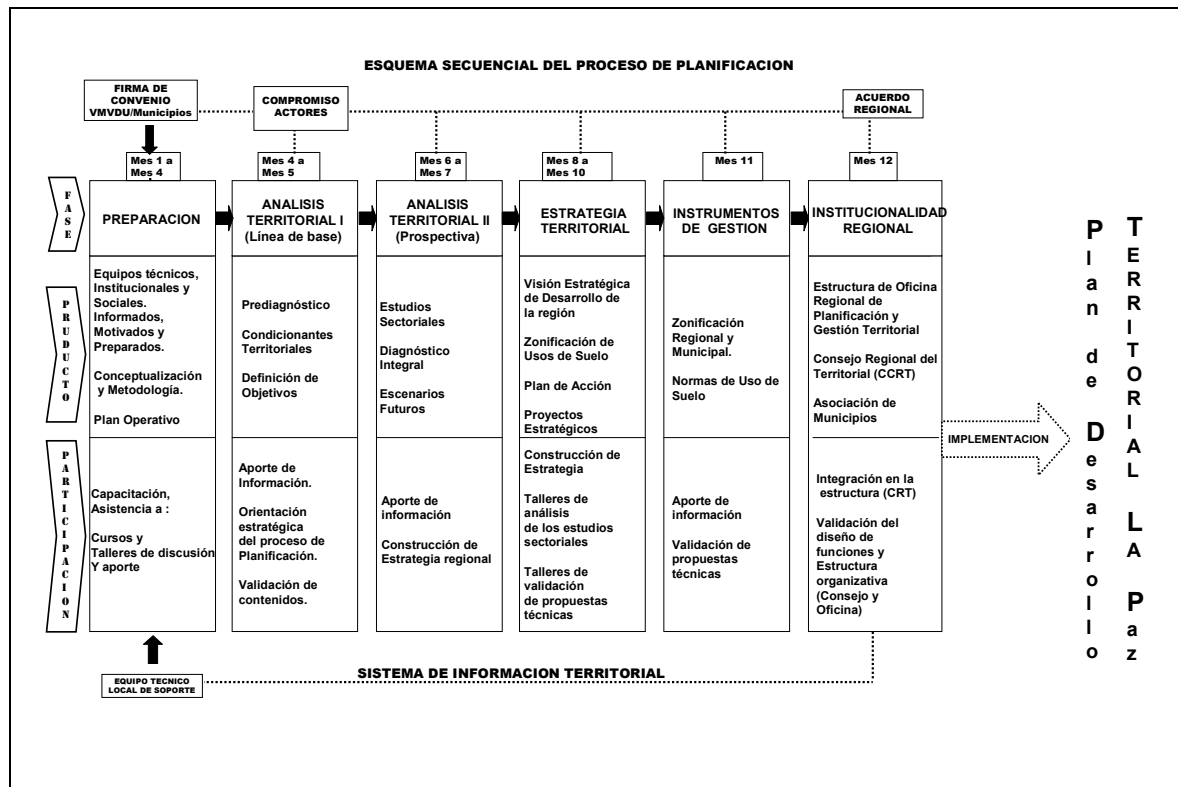 ESQUEMA SECUENCIAL DEL PROCESO DE PLANIFICACION
FIRMA DE
CONVENIO
VMVDU/Municipios
COMPROMISO
ACTORES
ACUERDO
REGIONAL
Mes 1 a
Mes 4
Mes 4 a
Mes 5
Mes 6 a
Mes 7
Mes 8 a
Mes 10
Mes 11
Mes 12
FASE
PREPARACION
ANALISIS
TERRITORIAL I
(Línea de base)
ANALISIS
TERRITORIAL II
(Prospectiva)
ESTRATEGIA
TERRITORIAL
INSTRUMENTOS
DE GESTION
INSTITUCIONALIDAD
REGIONAL
PRUDUCTO
Equipos técnicos,
Institucionales y
Sociales.
Informados,
Motivados y
Preparados.
Conceptualización
y Metodología.
Plan Operativo
Prediagnóstico
Condicionantes
Territoriales
Definición de
Objetivos
Estudios
Sectoriales
Diagnóstico
Integral
Escenarios
Futuros
Visión Estratégica
de Desarrollo de
la región
Zonificación de
Usos de Suelo
Plan de Acción
Proyectos
Estratégicos
Zonificación
Regional y
Municipal.
Normas de Uso de
Suelo
Estructura de Oficina
Regional de
Planificación y
Gestión Territorial
Consejo Regional del
Territorial (CCRT)
Asociación de
Municipios
PARTICIPACION
Capacitación,
Asistencia a :
Cursos y
Talleres de discusión
Y aporte
Aporte de
Información.
Orientación
estratégica
del proceso de
Planificación.
Validación de
contenidos.
Aporte de
información
Construcción de
Estrategia regional
Construcción de
Estrategia
Talleres de
análisis
de los estudios
sectoriales
Talleres de
validación
de propuestas
técnicas
Aporte de
información
Validación de
propuestas
técnicas
Integración en la
estructura (CRT)
Validación del
diseño de
funciones y
Estructura
organizativa
(Consejo y
Oficina)
IMPLEMENTACION
Plan de Desarrollo
TERRITORIAL LA Paz
EQUIPO TECNICO
LOCAL DE SOPORTE
SISTEMA DE INFORMACION TERRITORIAL